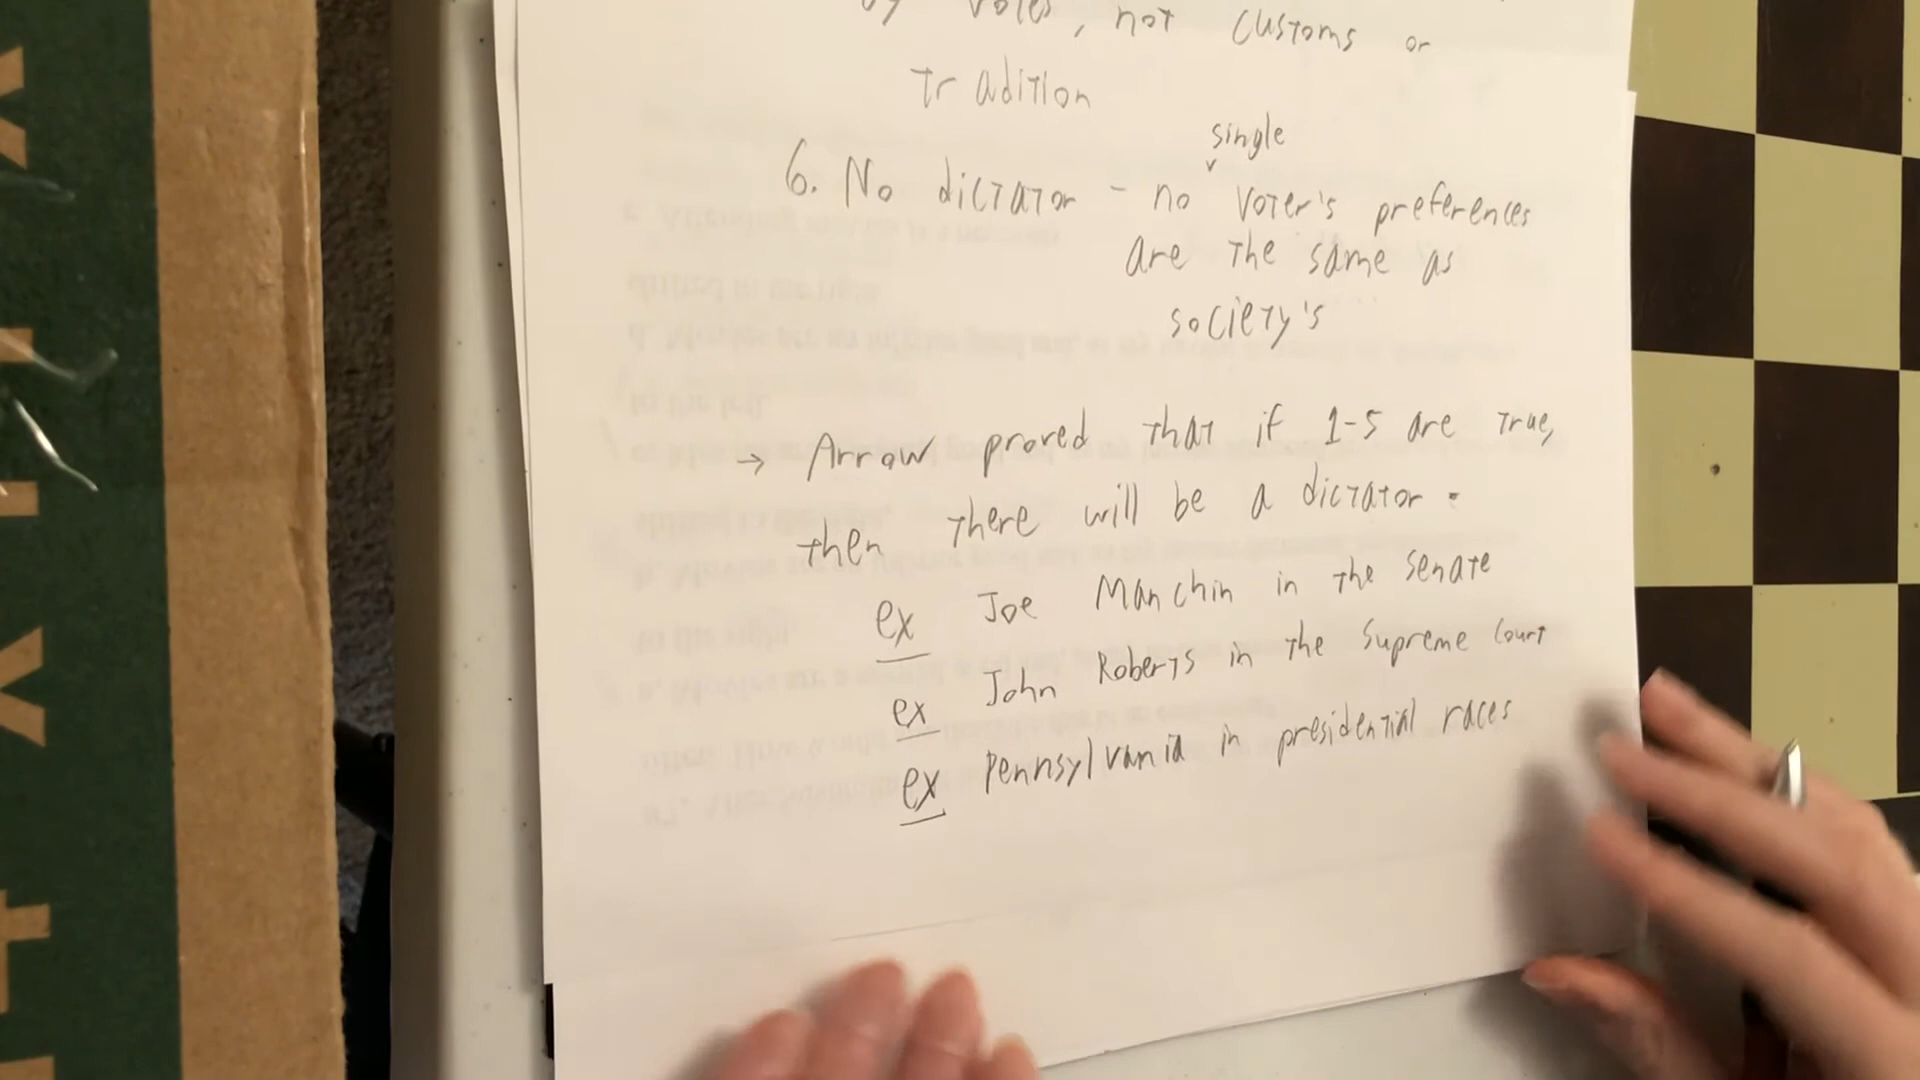 by votes, not customs or
tradition
single
6. No dictator - no voter's preferences
are the same as
society's
→ Arrow proved that if 1-5 are true,
then there will be a dictator.
ex Joe Manchin in the Senate
ex John Roberts in the Supreme Court
ex Pennsylvania in presidential races